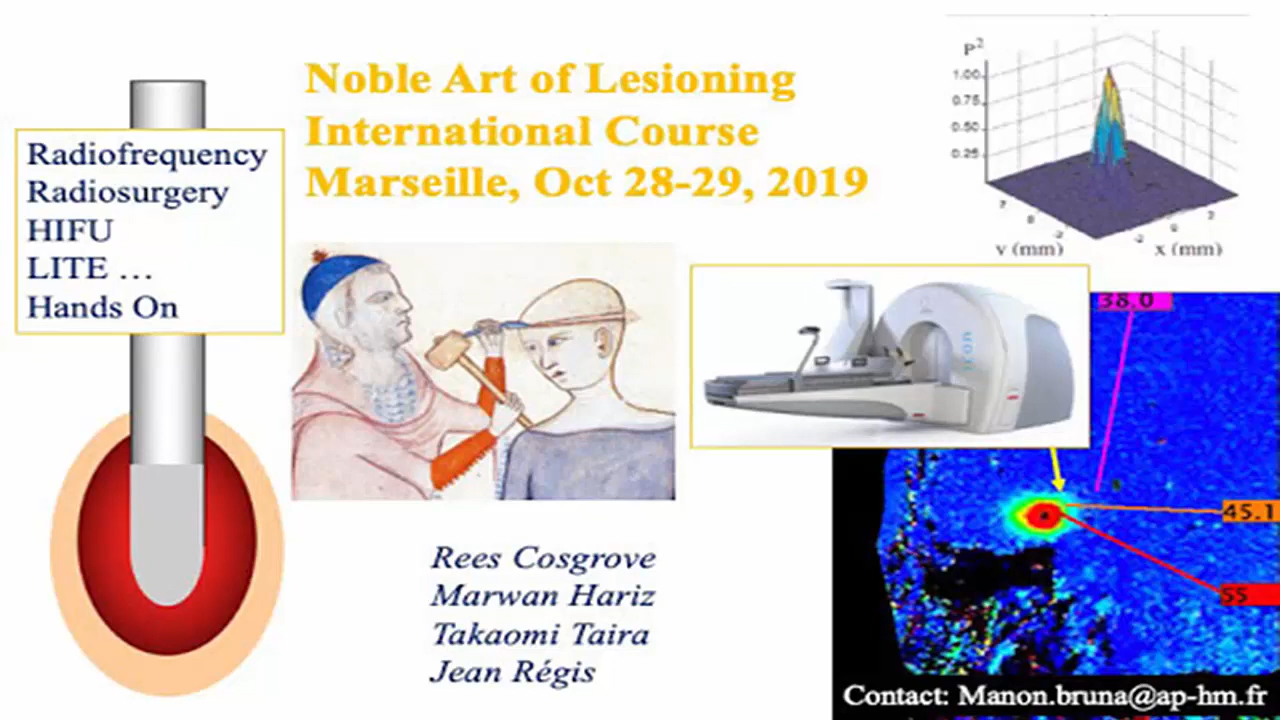 Noble Art of Lesioning
International Course
Marseille, Oct 28-29, 2019
Radiofrequency
Radiosurgery
HIFU
LITE ...
Hands On
P²
1.00
0.75
0.50
0.25
v (mm)
x (mm)
38.0
45.1
55
Rees Cosgrove
Marwan Hariz
Takaomi Taira
Jean Régis
Contact: Manon.bruna@ap-hm.fr